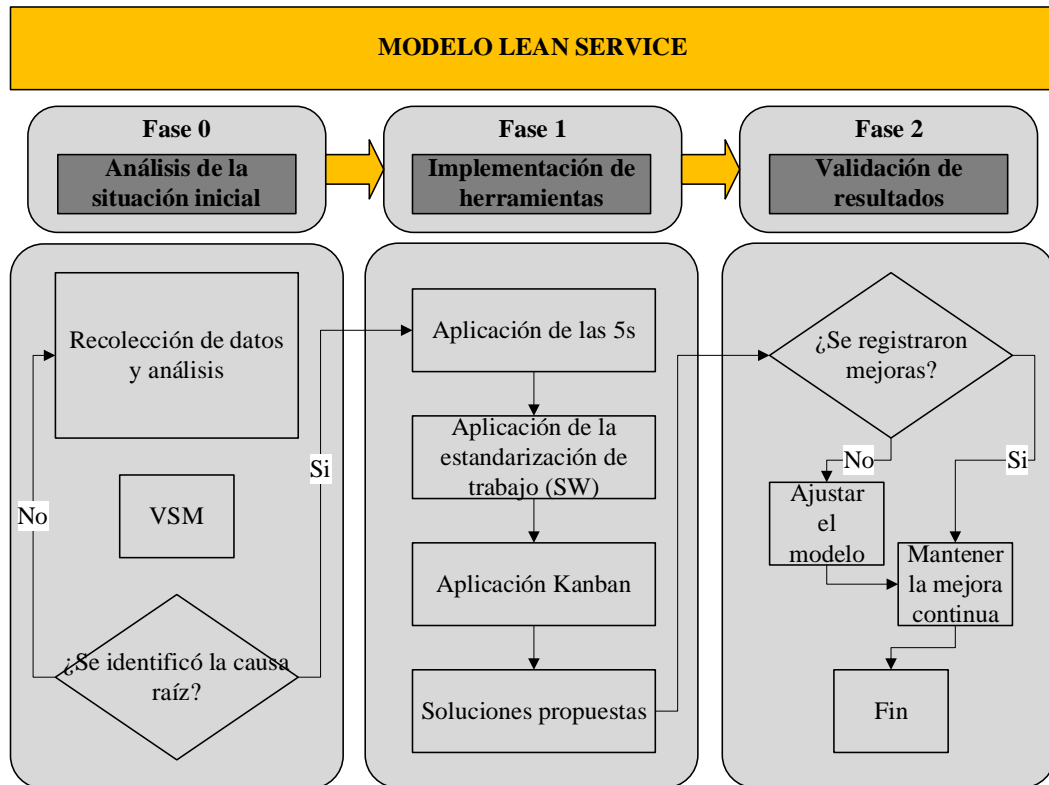 MODELO LEAN SERVICE
Fase 0
Análisis de la
situación inicial
Fase 1
Implementación de
herramientas
Fase 2
Validación de
resultados
Recolección de datos
y análisis
VSM
No
Si
¿Se identificó la causa
raíz?
Aplicación de las 5s
Aplicación de la
estandarización de
trabajo (SW)
Aplicación Kanban
Soluciones propuestas
¿Se registraron
mejoras?
No
Si
Ajustar
el
modelo
Mantener
la mejora
continua
Fin